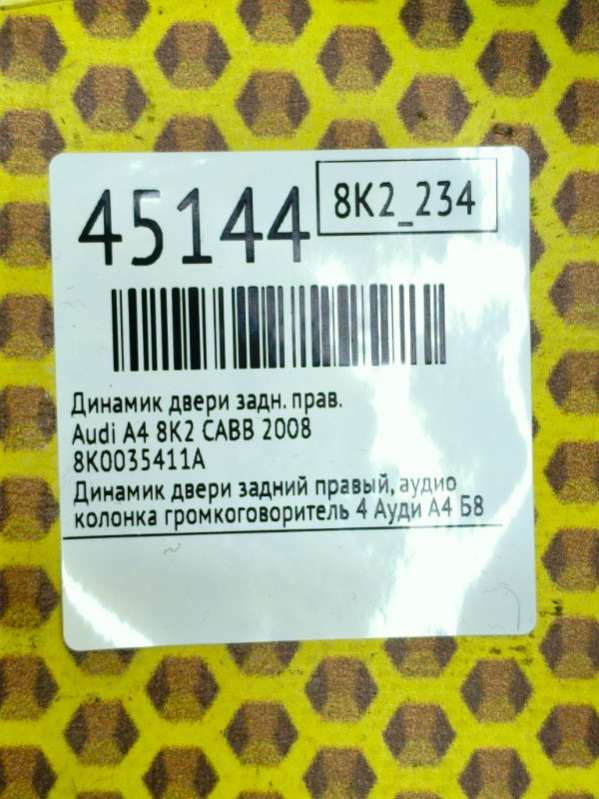 45144
8K2_234
Динамик двери задн. прав.
Audi A4 8K2 CABB 2008
8K0035411A
Динамик двери задний правый, аудио
колонка громкоговоритель 4 Ауди А4 Б8